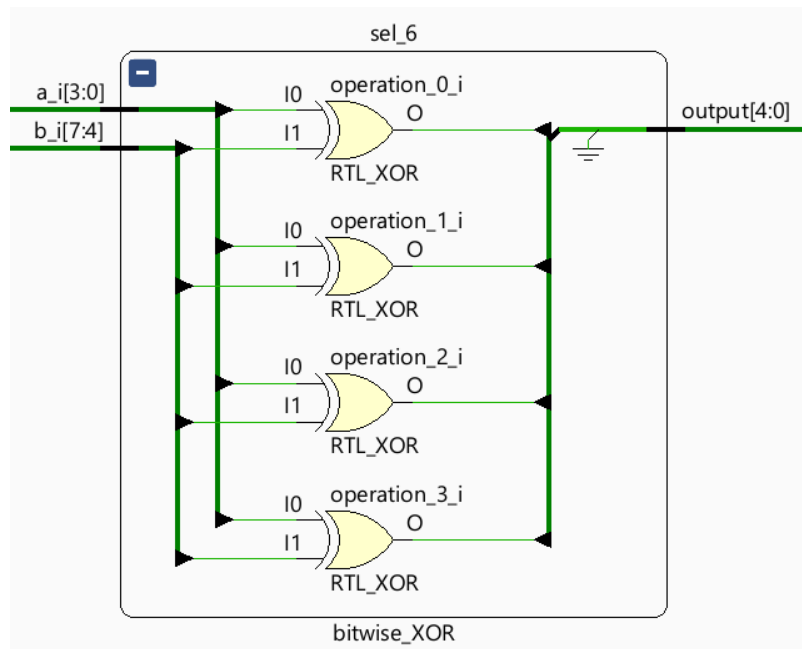 sel_6
a_i[3:0]
b_i[7:4]
output[4:0]
I0
I1
operation_0_i
O
RTL_XOR
I0
I1
operation_1_i
O
RTL_XOR
I0
I1
operation_2_i
O
RTL_XOR
I0
I1
operation_3_i
O
RTL_XOR
bitwise_XOR